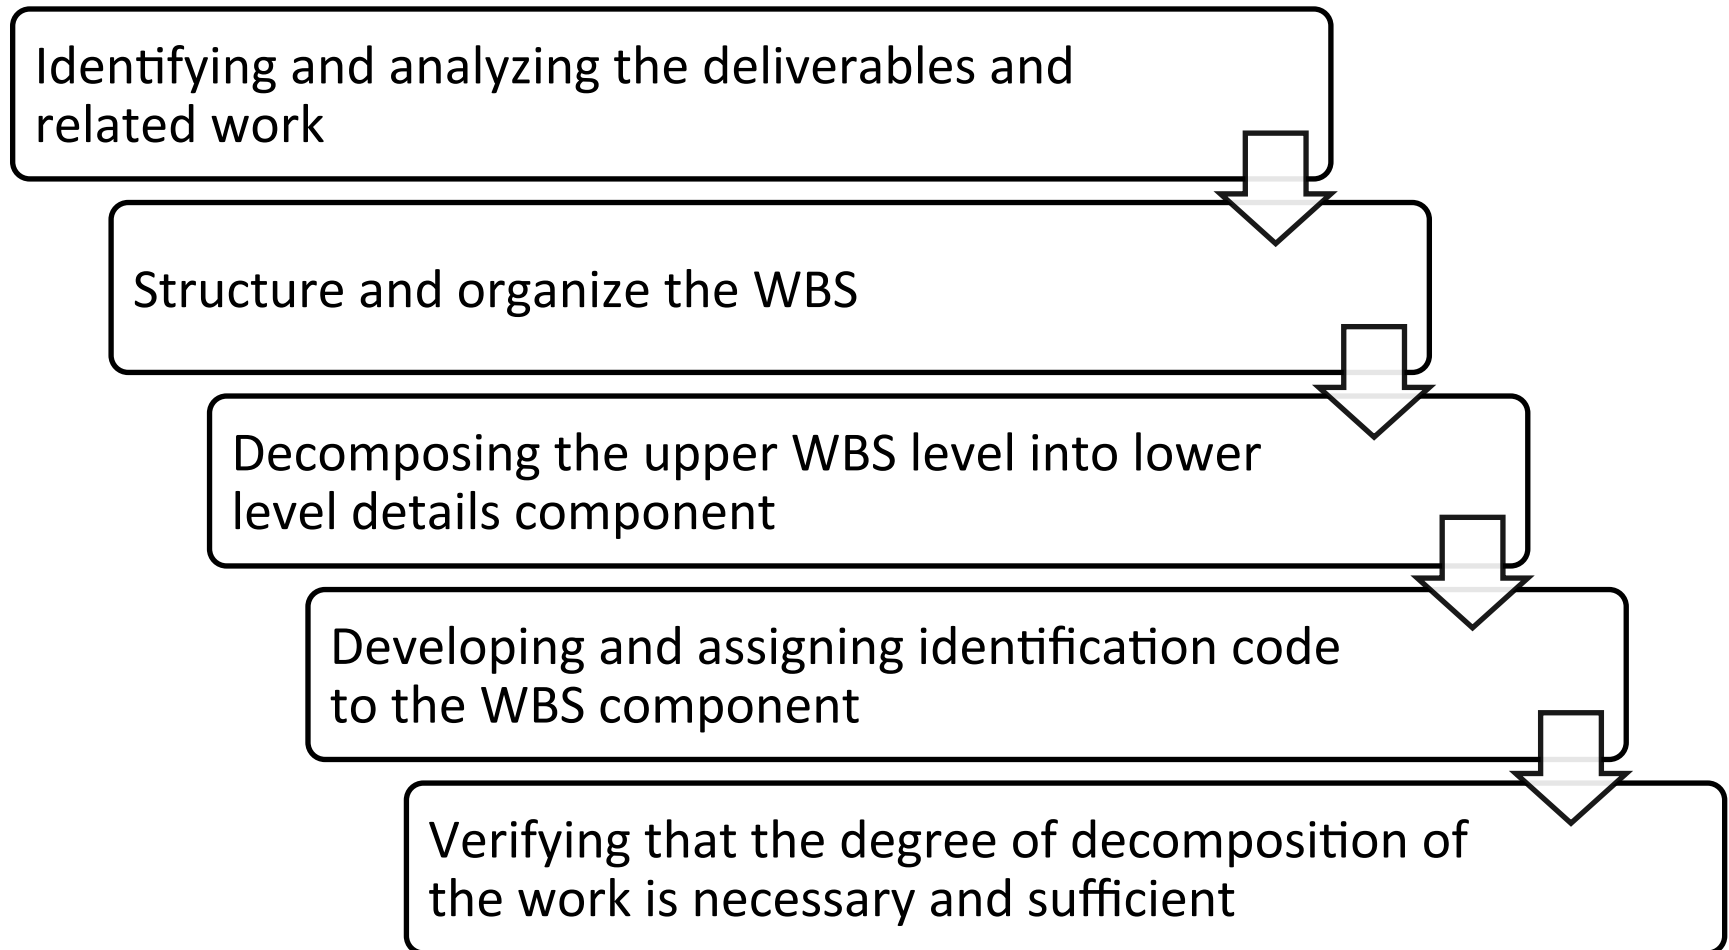 Identifying and analyzing the deliverables and
related work
Structure and organize the WBS
Decomposing the upper WBS level into lower
level details component
Developing and assigning identification code
to the WBS component
Verifying that the degree of decomposition of
the work is necessary and sufficient